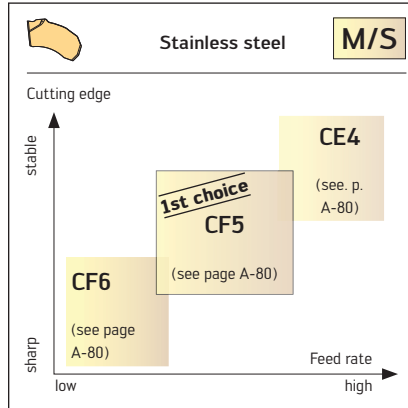 Stainless steel
M/S
Cutting edge
stable
CE4
(see. p.
A-80)
1st choice
CF5
(see page A-80)
CF6
(see page
A-80)
sharp
Feed rate
low
high